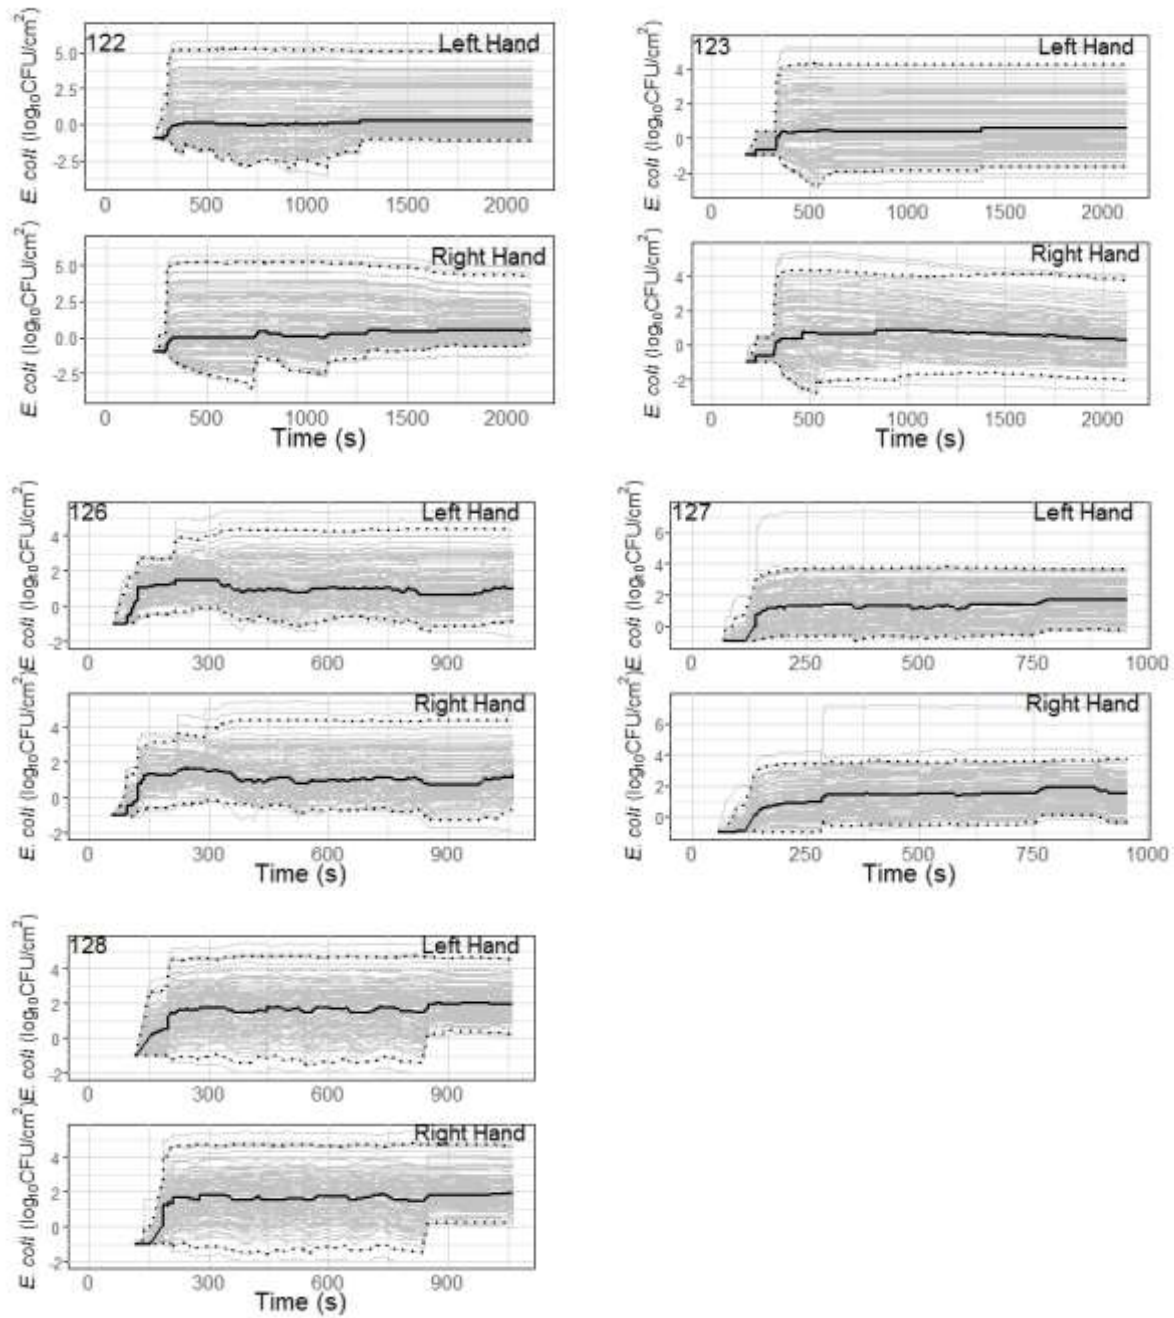 122
Left Hand
E. coli (log₁₀CFU/cm²)
5.0
2.5
0.0
-2.5
0 500 1000 1500 2000
Right Hand
E. coli (log₁₀CFU/cm²)
5.0
2.5
0.0
-2.5
0 500 1000 1500 2000
Time (s)
123
Left Hand
E. coli (log₁₀CFU/cm²)
4
2
0
-2
0 500 1000 1500 2000
Right Hand
E. coli (log₁₀CFU/cm²)
4
2
0
-2
0 500 1000 1500 2000
Time (s)
126
Left Hand
E. coli (log₁₀CFU/cm²)
4
2
0
-2
0 300 600 900
Right Hand
E. coli (log₁₀CFU/cm²)
4
2
0
-2
0 300 600 900
Time (s)
127
Left Hand
E. coli (log₁₀CFU/cm²)
6
4
2
0
0 250 500 750 1000
Right Hand
E. coli (log₁₀CFU/cm²)
6
4
2
0
0 250 500 750 1000
Time (s)
128
Left Hand
E. coli (log₁₀CFU/cm²)
4
2
0
-2
0 300 600 900
Right Hand
E. coli (log₁₀CFU/cm²)
4
2
0
-2
0 300 600 900
Time (s)